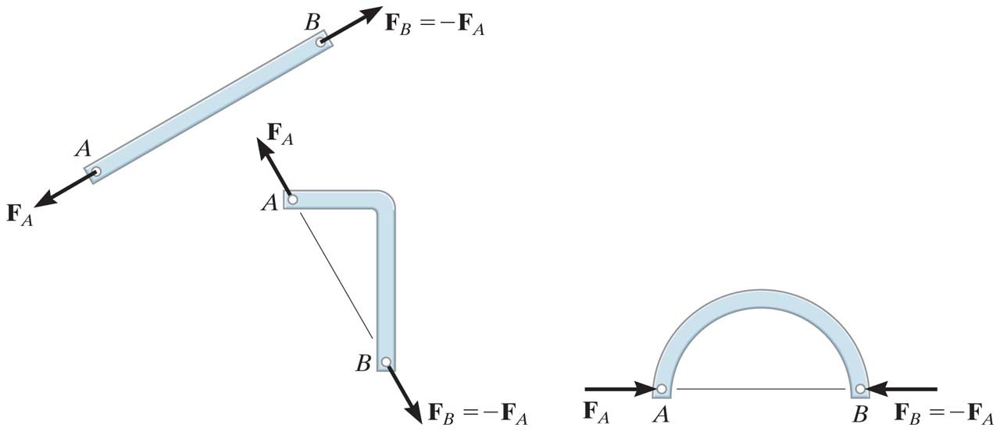 B
F_B = −F_A
A
F_A
F_A
A
B
F_B = −F_A
F_A
A
B
F_B = −F_A